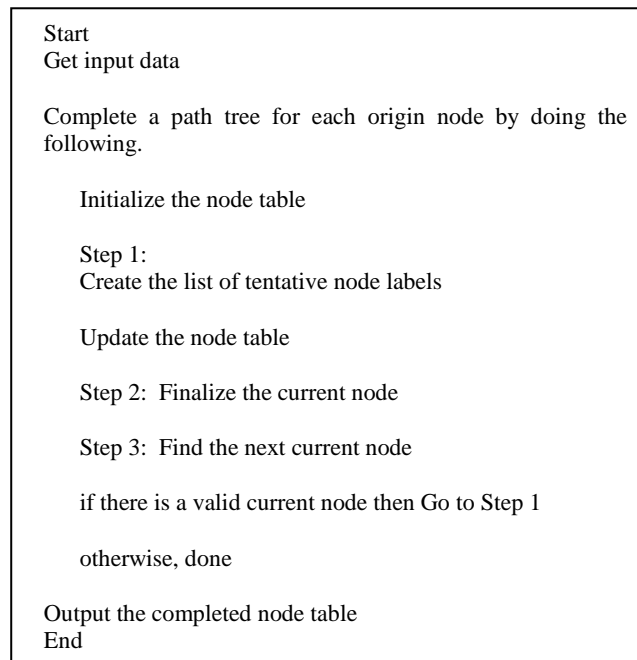 Start
Get input data
Complete a path tree for each origin node by doing the
following.
Initialize the node table
Step 1:
Create the list of tentative node labels
Update the node table
Step 2: Finalize the current node
Step 3: Find the next current node
if there is a valid current node then Go to Step 1
otherwise, done
Output the completed node table
End